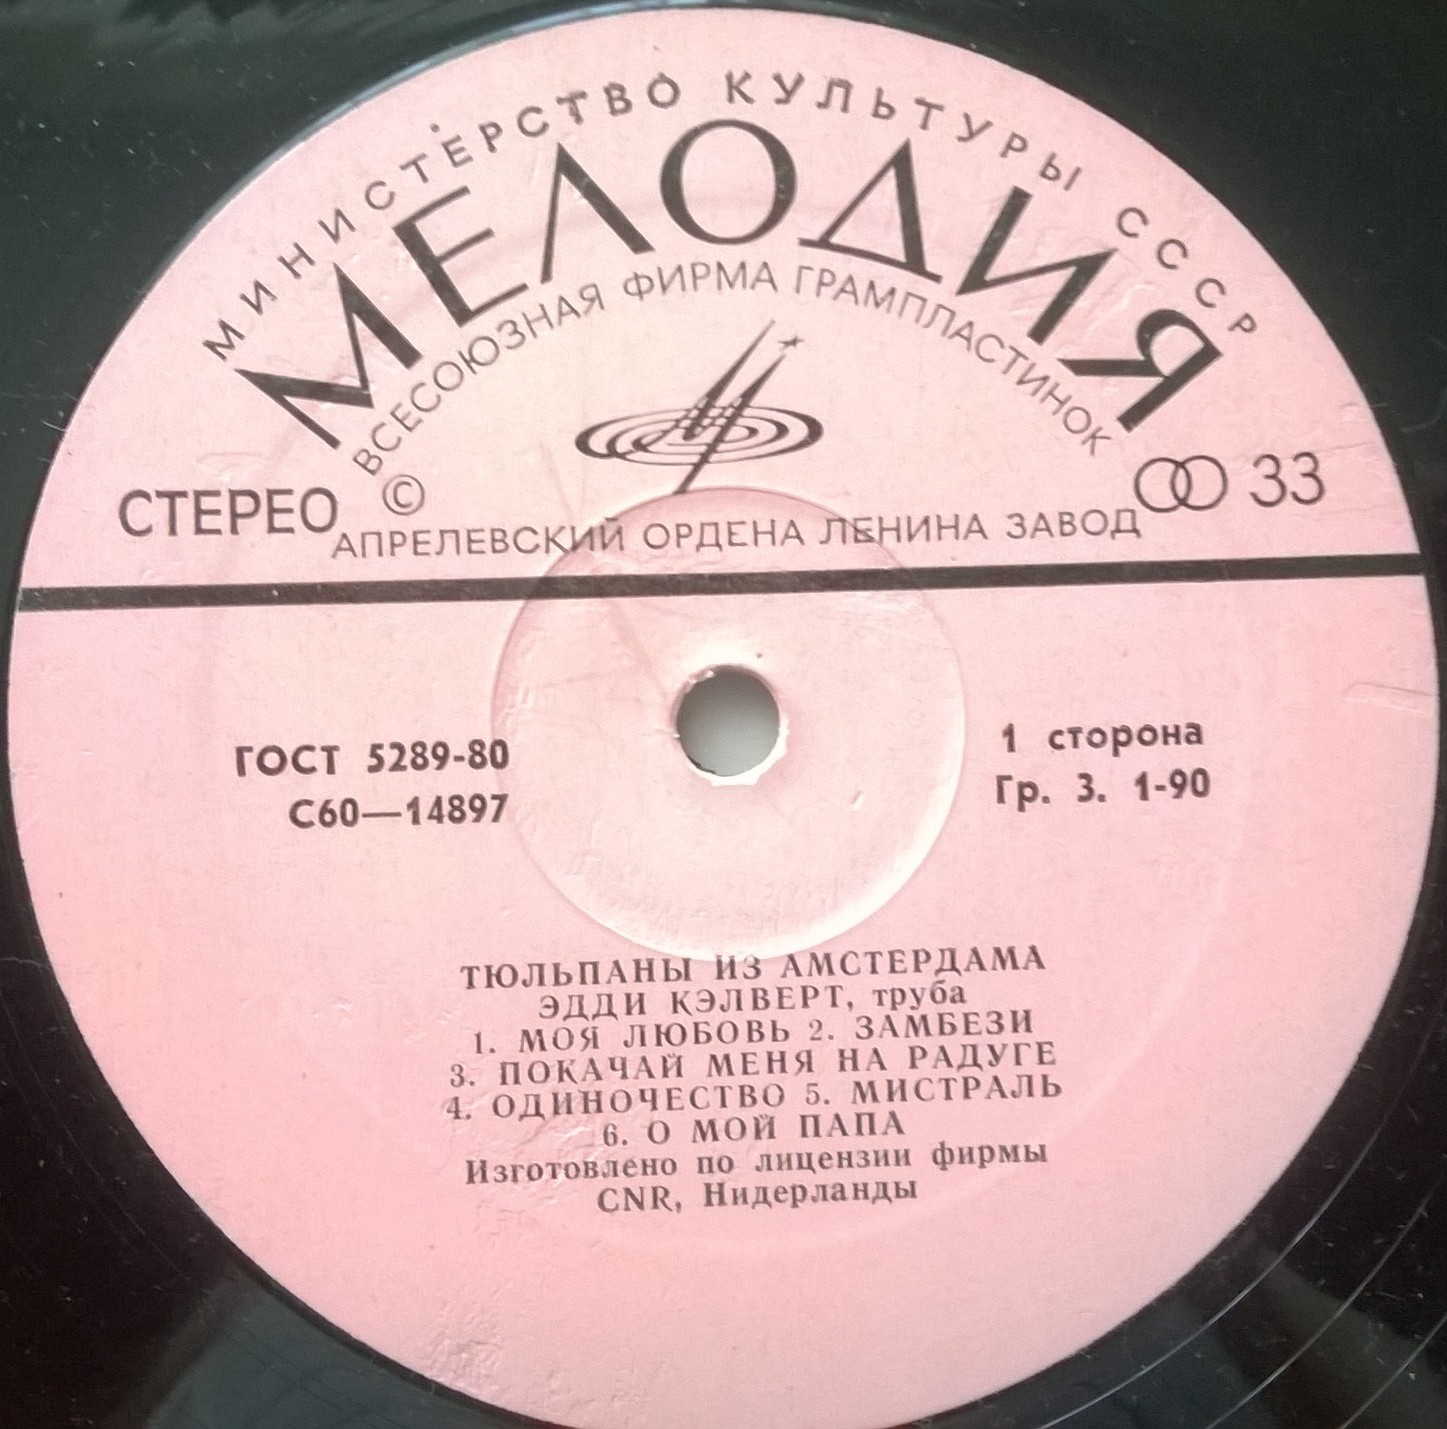 МИНИСТЕРСТВО КУЛЬТУРЫ СССР
МЕЛОДИЯ
ВСЕСОЮЗНАЯ ФИРМА ГРАМПЛАСТИНОК
СТЕРЕО © 33
АПРЕЛЕВСКИЙ ОРДЕНА ЛЕНИНА ЗАВОД
ГОСТ 5289-80
С60—14897
1 сторона
Гр. 3. 1-90
ТЮЛЬПАНЫ ИЗ АМСТЕРДАМА
ЭДДИ КЭЛВЕРТ, труба
1. МОЯ ЛЮБОВЬ 2. ЗАМБЕЗИ
3. ПОКАЧАЙ МЕНЯ НА РАДУГЕ
4. ОДИНОЧЕСТВО 5. МИСТРАЛЬ
6. О МОЙ ПАПА
Изготовлено по лицензии фирмы
CNR, Нидерланды